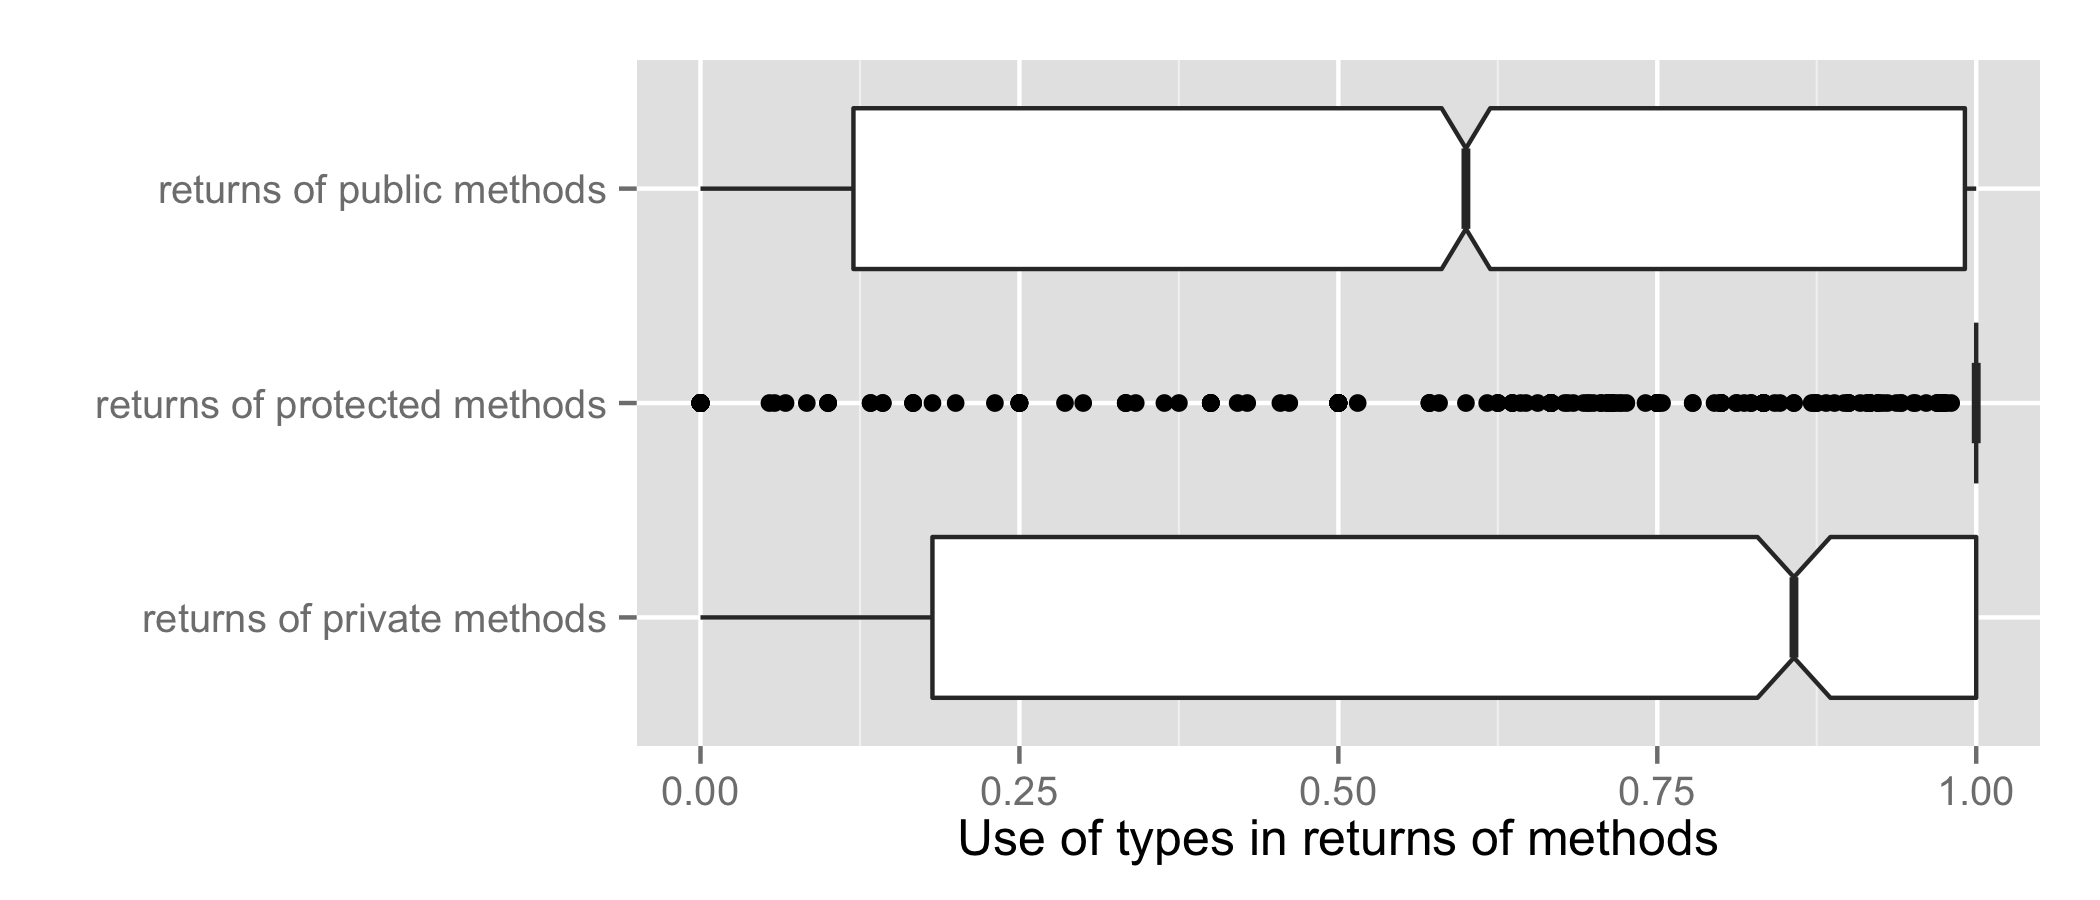 returns of public methods
returns of protected methods
returns of private methods
0.00 0.25 0.50 0.75 1.00
Use of types in returns of methods